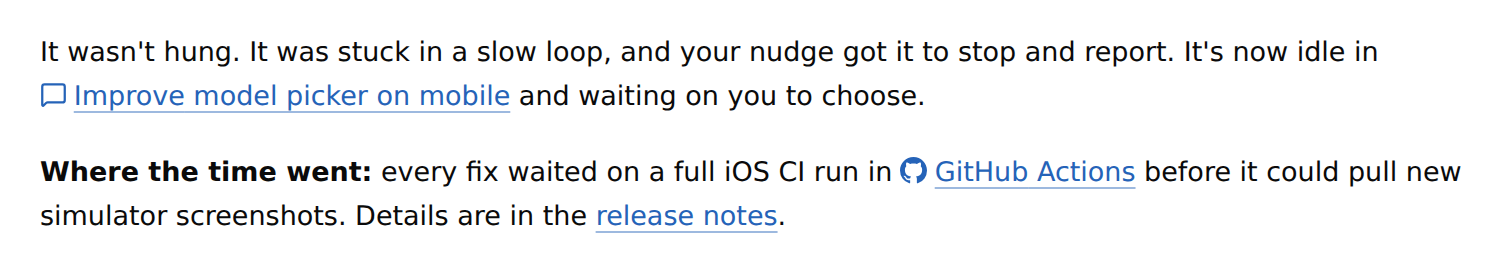 It wasn't hung. It was stuck in a slow loop, and your nudge got it to stop and report. It's now idle in
Improve model picker on mobile and waiting on you to choose.
Where the time went: every fix waited on a full iOS CI run in GitHub Actions before it could pull new
simulator screenshots. Details are in the release notes.